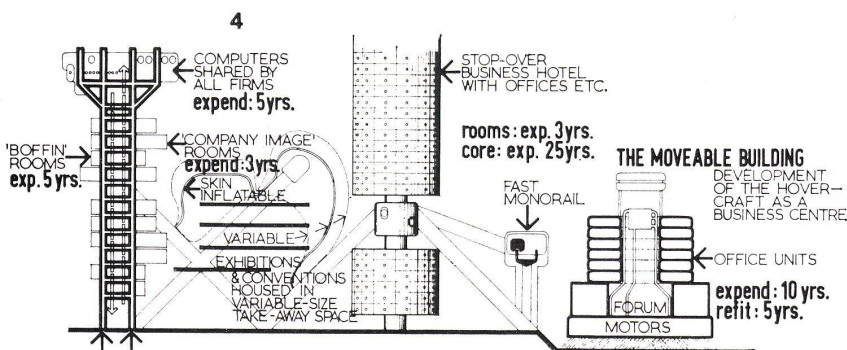 4
COMPUTERS
SHARED BY
ALL FIRMS
expend: 5yrs.
'BOFFIN'
ROOMS
exp. 5yrs.
'COMPANY IMAGE'
ROOMS
expend: 3yrs.
SKIN
INFLATABLE
VARIABLE
EXHIBITIONS
& CONVENTIONS
HOUSED IN
VARIABLE-SIZE
TAKE-AWAY SPACE
STOP-OVER
BUSINESS HOTEL
WITH OFFICES ETC.
rooms: exp. 3yrs.
core: exp. 25yrs.
FAST
MONORAIL
THE MOVEABLE BUILDING
DEVELOPMENT
OF THE HOVER-
CRAFT AS A
BUSINESS CENTRE
OFFICE UNITS
expend: 10 yrs.
refit: 5yrs.
FORUM
MOTORS